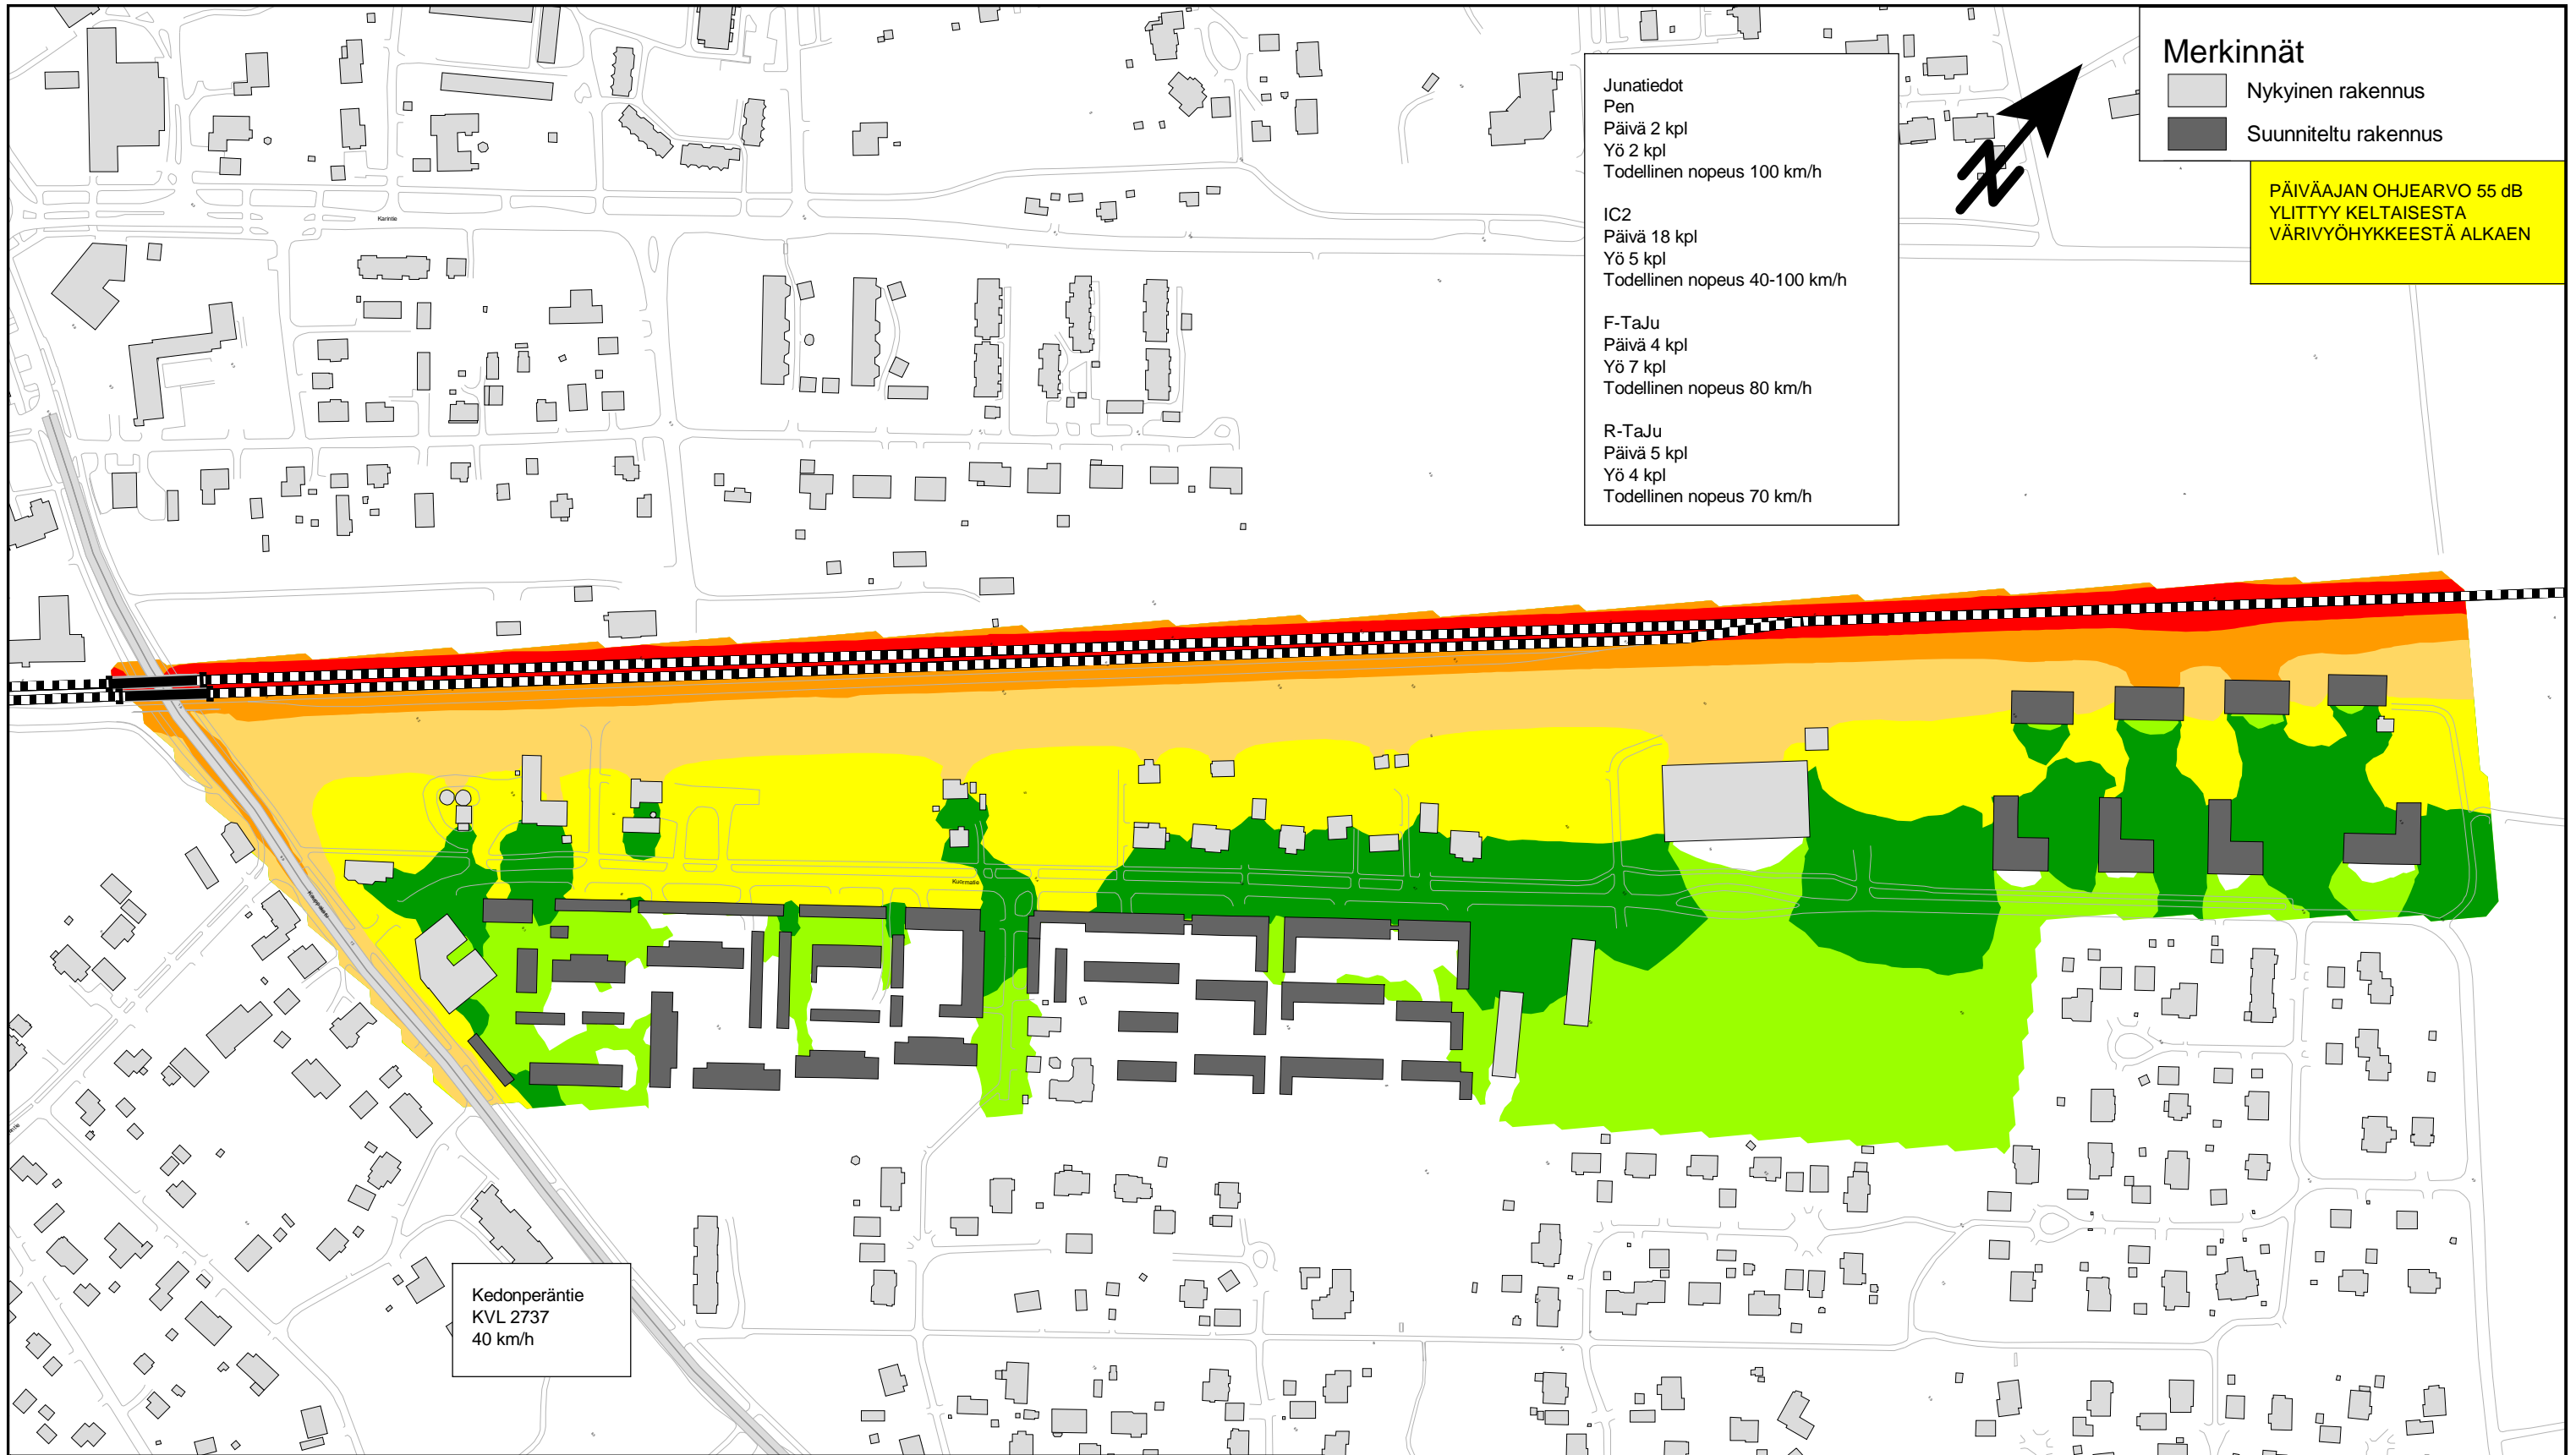 Merkinnät
Nykyinen rakennus
Suunniteltu rakennus
PÄIVÄAJAN OHJEARVO 55 dB
YLITTYY KELTAISESTA
VÄRIVYÖHYKKEESTÄ ALKAEN
Junatiedot
Pen
Päivä 2 kpl
Yö 2 kpl
Todellinen nopeus 100 km/h
IC2
Päivä 18 kpl
Yö 5 kpl
Todellinen nopeus 40-100 km/h
F-TaJu
Päivä 4 kpl
Yö 7 kpl
Todellinen nopeus 80 km/h
R-TaJu
Päivä 5 kpl
Yö 4 kpl
Todellinen nopeus 70 km/h
Karintie
Kuormatie
Kedonperäntie
KVL 2737
40 km/h